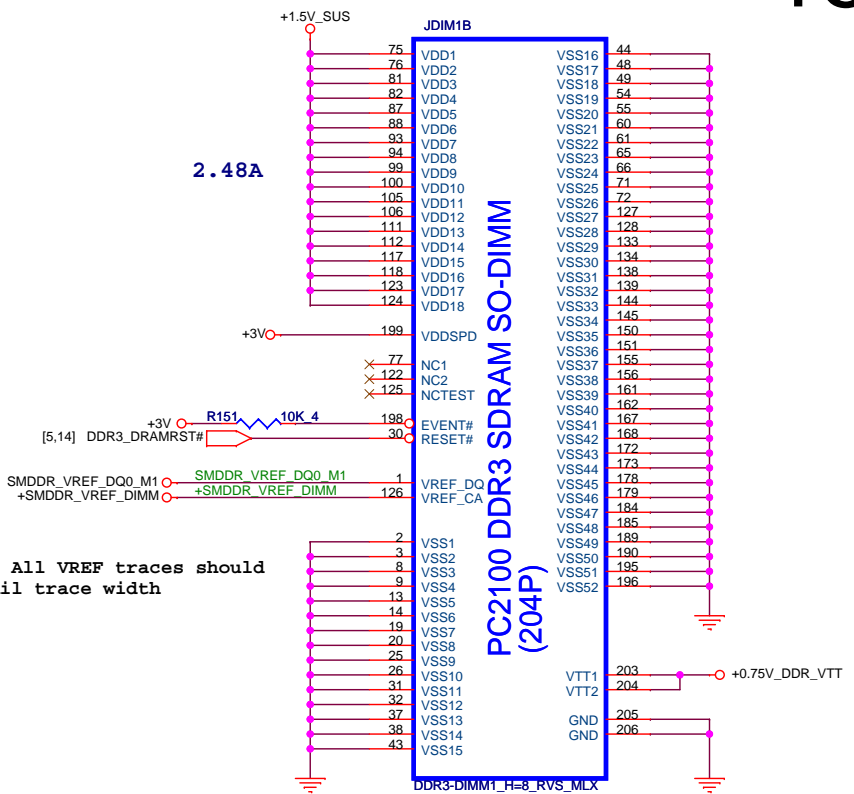 +1.5V_SUS
JDIM1B
2.48A
75 VDD1
76 VDD2
81 VDD3
82 VDD4
87 VDD5
88 VDD6
93 VDD7
94 VDD8
99 VDD9
100 VDD10
105 VDD11
106 VDD12
111 VDD13
112 VDD14
117 VDD15
118 VDD16
123 VDD17
124 VDD18
+3V 199 VDDSPD
77 NC1
122 NC2
125 NCTEST
+3V R151 10K_4 198 EVENT#
[5,14] DDR3_DRAMRST# 30 RESET#
SMDDR_VREF_DQ0_M1 SMDDR_VREF_DQ0_M1 1 VREF_DQ
+SMDDR_VREF_DIMM +SMDDR_VREF_DIMM 126 VREF_CA
All VREF traces should
il trace width
2 VSS1
3 VSS2
8 VSS3
9 VSS4
13 VSS5
14 VSS6
19 VSS7
20 VSS8
25 VSS9
26 VSS10
31 VSS11
32 VSS12
37 VSS13
38 VSS14
43 VSS15
PC2100 DDR3 SDRAM SO-DIMM
(204P)
VSS16 44
VSS17 48
VSS18 49
VSS19 54
VSS20 55
VSS21 60
VSS22 61
VSS23 65
VSS24 66
VSS25 71
VSS26 72
VSS27 127
VSS28 128
VSS29 133
VSS30 134
VSS31 138
VSS32 139
VSS33 144
VSS34 145
VSS35 150
VSS36 151
VSS37 155
VSS38 156
VSS39 161
VSS40 162
VSS41 167
VSS42 168
VSS43 172
VSS44 173
VSS45 178
VSS46 179
VSS47 184
VSS48 185
VSS49 189
VSS50 190
VSS51 195
VSS52 196
VTT1 203 +0.75V_DDR_VTT
VTT2 204
GND 205
GND 206
DDR3-DIMM1_H=8_RVS_MLX